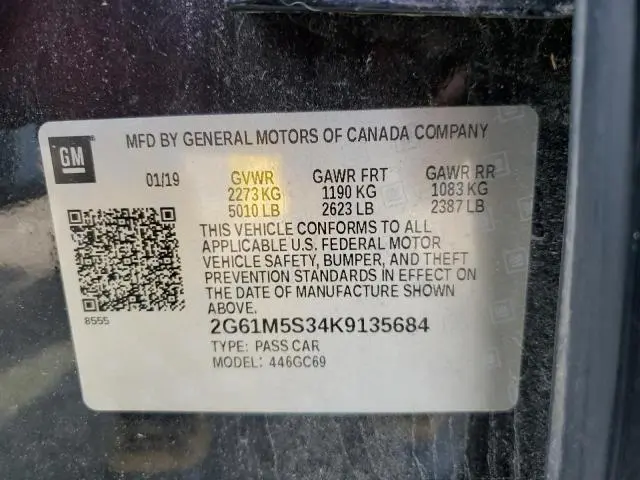 MFD BY GENERAL MOTORS OF CANADA COMPANY
GM
01/19 GVWR GAWR FRT GAWR RR
2273 KG 1190 KG 1083 KG
5010 LB 2623 LB 2387 LB
THIS VEHICLE CONFORMS TO ALL
APPLICABLE U.S. FEDERAL MOTOR
VEHICLE SAFETY, BUMPER, AND THEFT
PREVENTION STANDARDS IN EFFECT ON
THE DATE OF MANUFACTURE SHOWN
ABOVE.
8555
2G61M5S34K9135684
TYPE: PASS CAR
MODEL: 446GC69